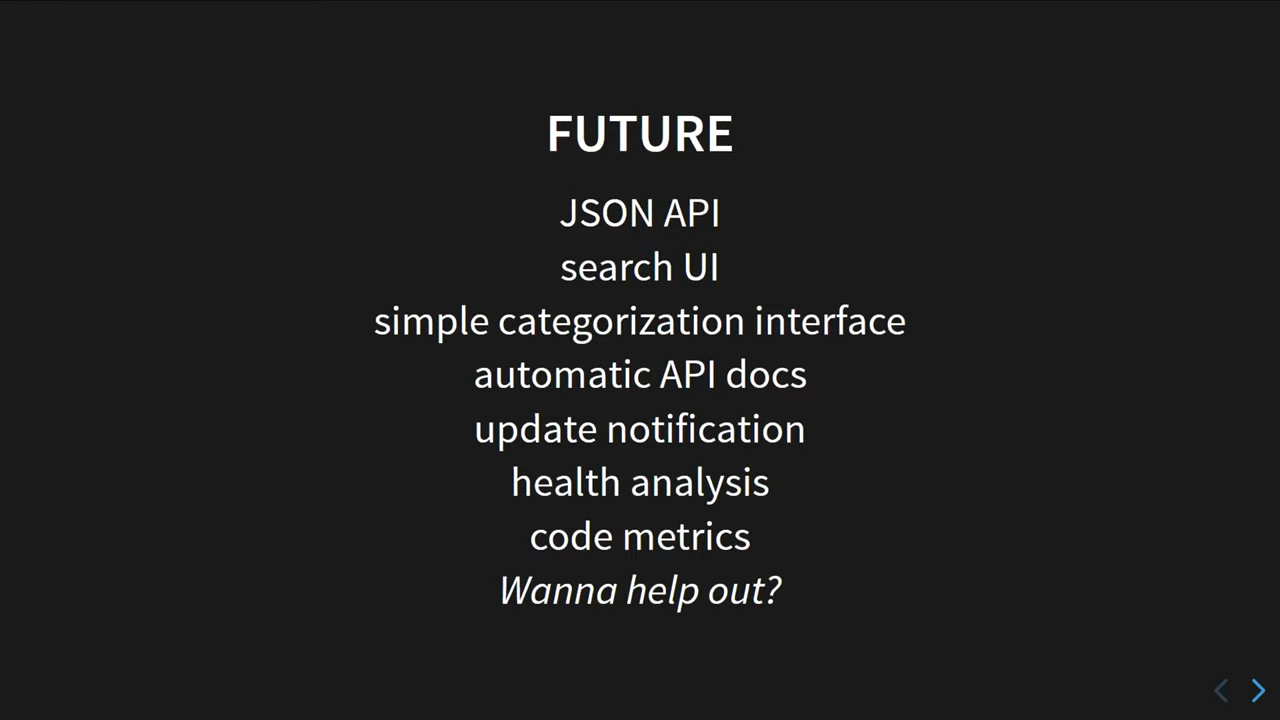 FUTURE
JSON API
search UI
simple categorization interface
automatic API docs
update notification
health analysis
code metrics
Wanna help out?